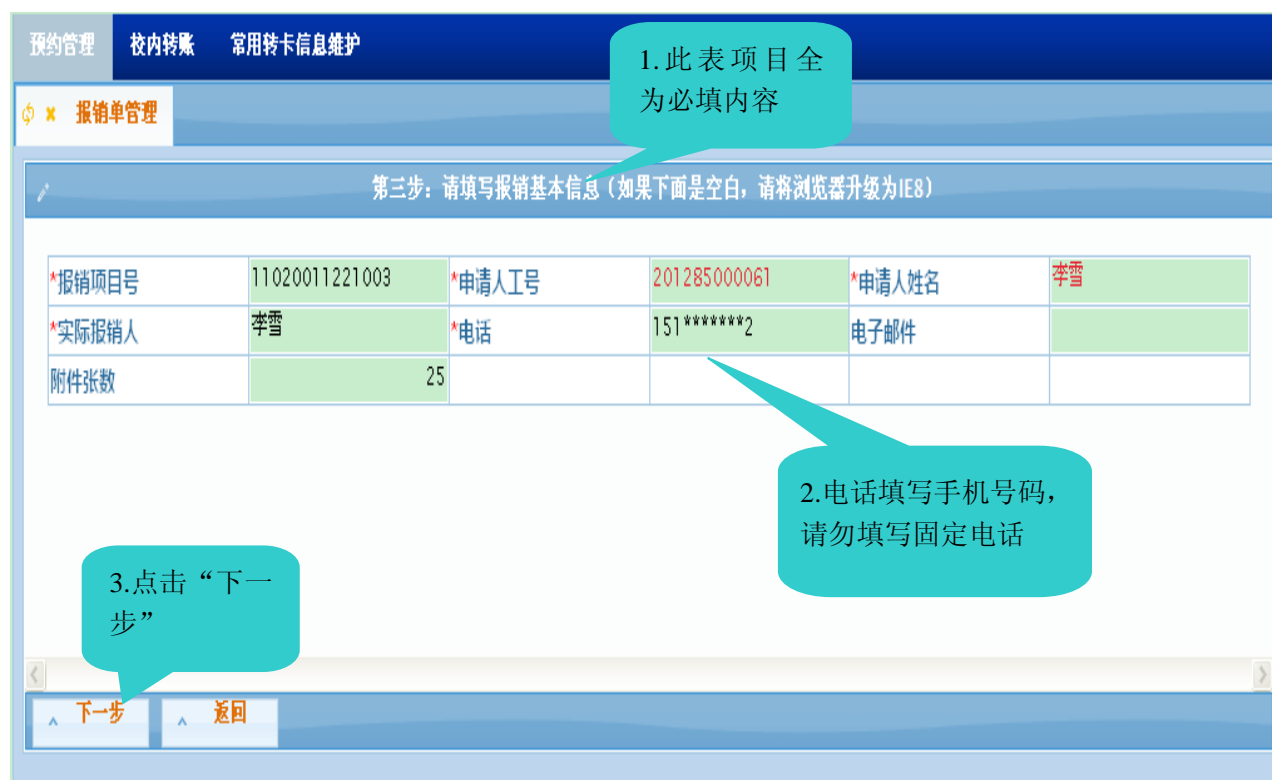 预约管理 校内转账 常用转卡信息维护
1.此表项目全
为必填内容
报销单管理
第三步：请填写报销基本信息（如果下面是空白，请将浏览器升级为IE8）
*报销项目号 11020011221003 *申请人工号 201285000061 *申请人姓名 李雪
*实际报销人 李雪 *电话 151*******2 电子邮件
附件张数 25
2.电话填写手机号码，
请勿填写固定电话
3.点击“下一
步”
下一步 返回